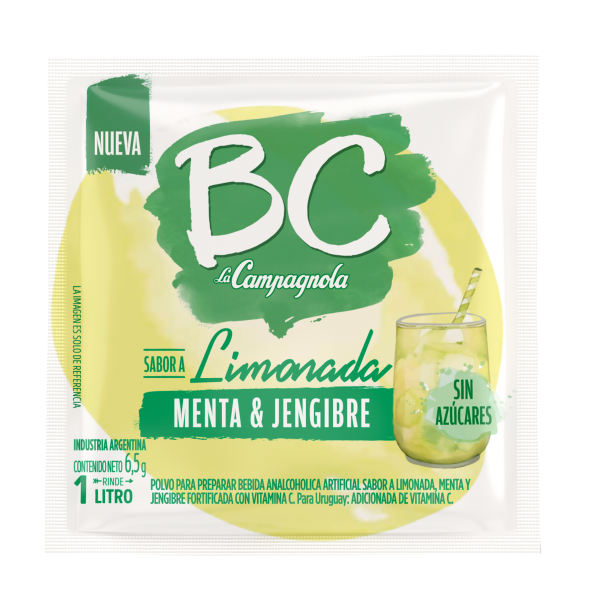 NUEVA
BC
La Campagnola
SABOR A Limonada
MENTA & JENGIBRE
SIN
AZÚCARES
LA IMAGEN ES SOLO DE REFERENCIA
INDUSTRIA ARGENTINA
CONTENIDO NETO 6,5g
1 RINDE LITRO
POLVO PARA PREPARAR BEBIDA ANALCOHOLICA ARTIFICIAL SABOR A LIMONADA, MENTA Y
JENGIBRE FORTIFICADA CON VITAMINA C. Para Uruguay: ADICIONADA DE VITAMINA C.